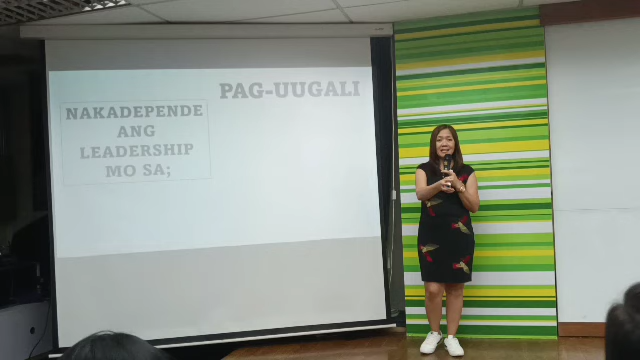 PAG-UUGALI
NAKADEPENDE
ANG
LEADERSHIP
MO SA;